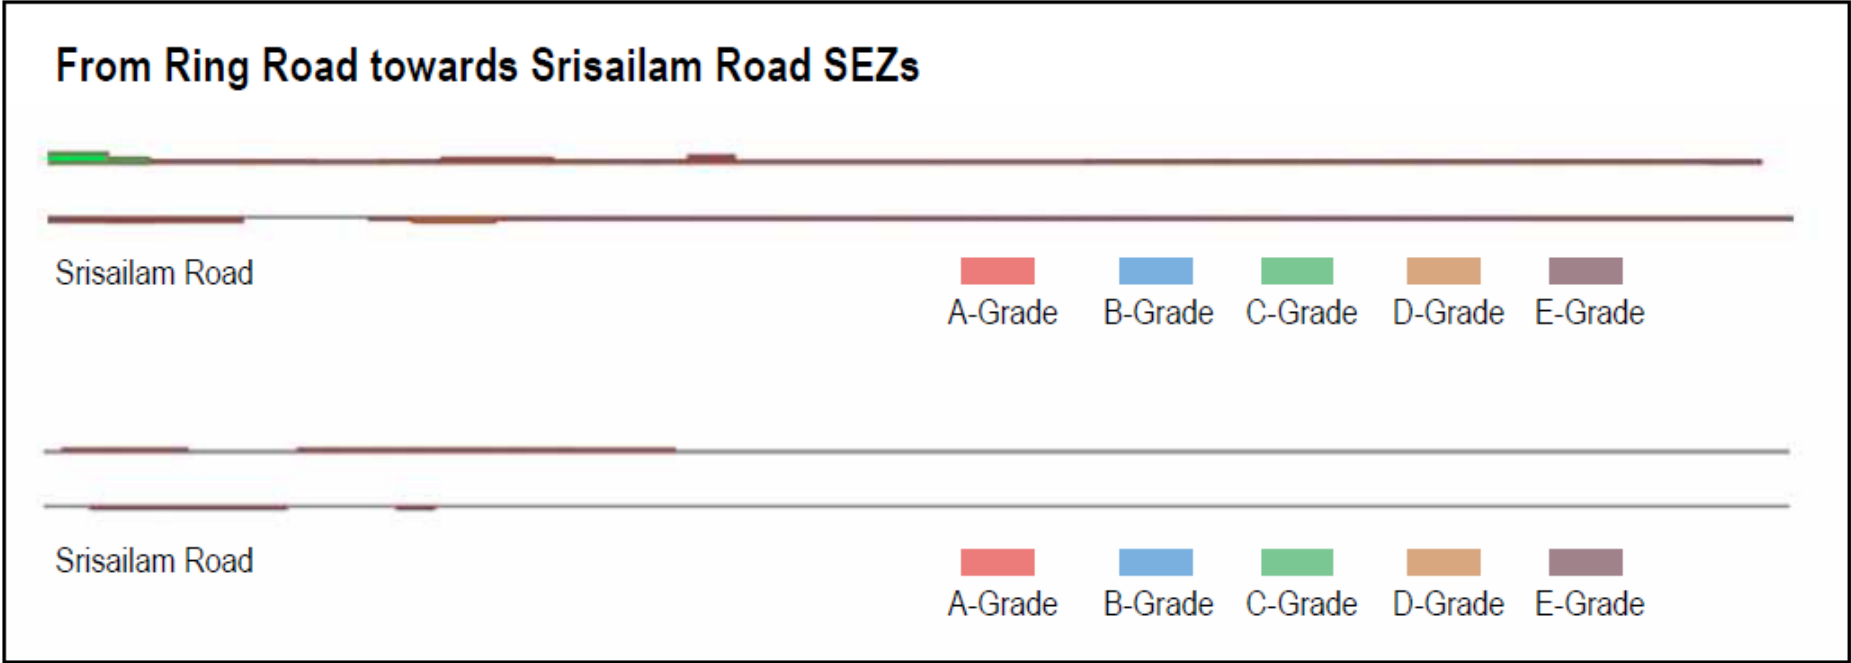 From Ring Road towards Srisailam Road SEZs
Srisailam Road
A-Grade B-Grade C-Grade D-Grade E-Grade
Srisailam Road
A-Grade B-Grade C-Grade D-Grade E-Grade